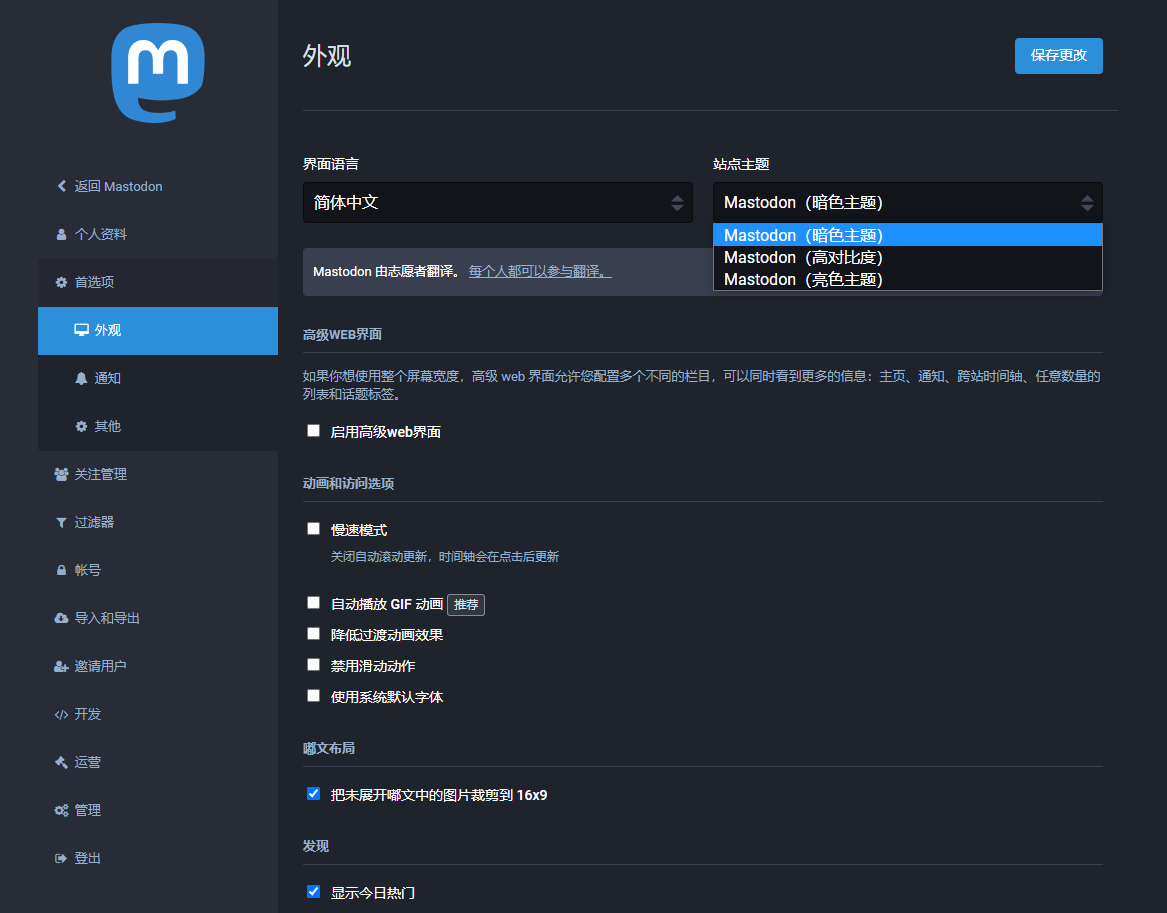 外观
保存更改
返回 Mastodon
个人资料
首选项
外观
通知
其他
关注管理
过滤器
帐号
导入和导出
邀请用户
开发
运营
管理
登出
界面语言
简体中文
站点主题
Mastodon（暗色主题）
Mastodon（暗色主题）
Mastodon（高对比度）
Mastodon（亮色主题）
Mastodon 由志愿者翻译。 每个人都可以参与翻译。
高级WEB界面
如果你想使用整个屏幕宽度，高级 web 界面允许您配置多个不同的栏目，可以同时看到更多的信息：主页、通知、跨站时间轴、任意数量的
列表和话题标签。
启用高级web界面
动画和访问选项
慢速模式
关闭自动滚动更新，时间轴会在点击后更新
自动播放 GIF 动画 推荐
降低过渡动画效果
禁用滑动动作
使用系统默认字体
嘟文布局
把未展开嘟文中的图片裁剪到 16x9
发现
显示今日热门